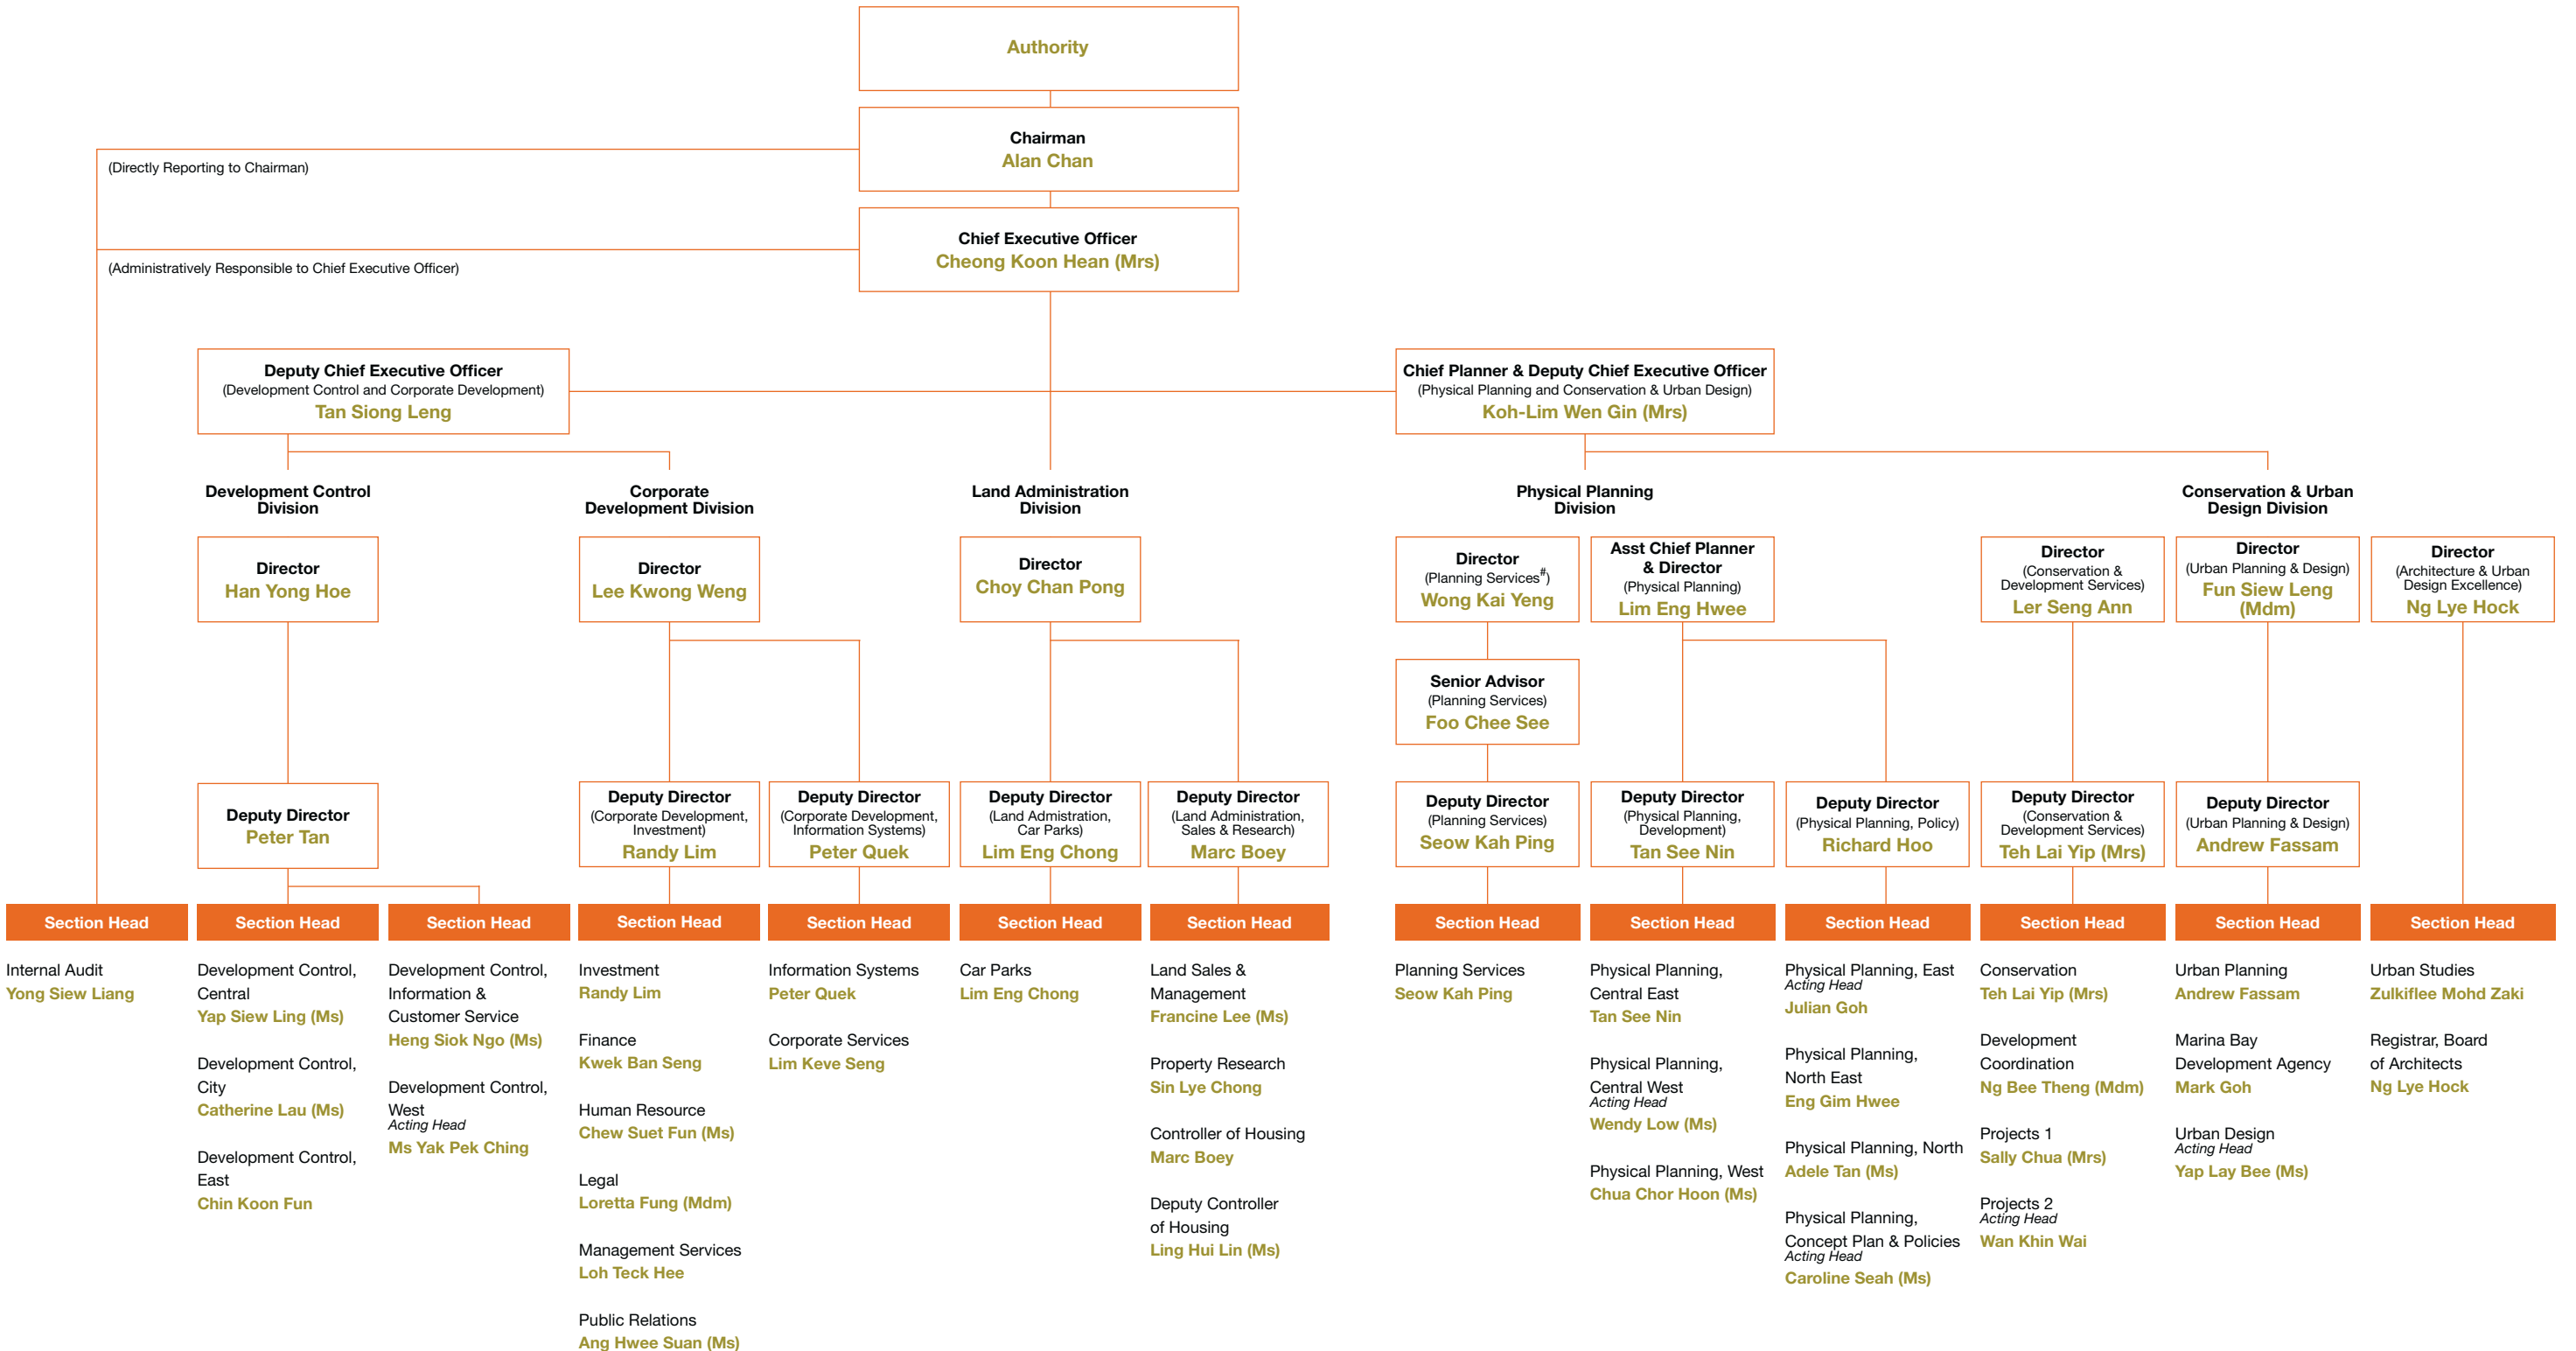 Authority
Chairman
Alan Chan
(Directly Reporting to Chairman)
Chief Executive Officer
Cheong Koon Hean (Mrs)
(Administratively Responsible to Chief Executive Officer)
Deputy Chief Executive Officer
(Development Control and Corporate Development)
Tan Siong Leng
Chief Planner & Deputy Chief Executive Officer
(Physical Planning and Conservation & Urban Design)
Koh-Lim Wen Gin (Mrs)
Development Control
Division
Corporate
Development Division
Land Administration
Division
Physical Planning
Division
Conservation & Urban
Design Division
Director
Han Yong Hoe
Director
Lee Kwong Weng
Director
Choy Chan Pong
Director
(Planning Services#)
Wong Kai Yeng
Asst Chief Planner
& Director
(Physical Planning)
Lim Eng Hwee
Director
(Conservation &
Development Services)
Ler Seng Ann
Director
(Urban Planning & Design)
Fun Siew Leng
(Mdm)
Director
(Architecture & Urban
Design Excellence)
Ng Lye Hock
Senior Advisor
(Planning Services)
Foo Chee See
Deputy Director
Peter Tan
Deputy Director
(Corporate Development,
Investment)
Randy Lim
Deputy Director
(Corporate Development,
Information Systems)
Peter Quek
Deputy Director
(Land Admistration,
Car Parks)
Lim Eng Chong
Deputy Director
(Land Administration,
Sales & Research)
Marc Boey
Deputy Director
(Planning Services)
Seow Kah Ping
Deputy Director
(Physical Planning,
Development)
Tan See Nin
Deputy Director
(Physical Planning, Policy)
Richard Hoo
Deputy Director
(Conservation &
Development Services)
Teh Lai Yip (Mrs)
Deputy Director
(Urban Planning & Design)
Andrew Fassam
Section Head
Internal Audit
Yong Siew Liang
Section Head
Development Control,
Central
Yap Siew Ling (Ms)
Development Control,
City
Catherine Lau (Ms)
Development Control,
East
Chin Koon Fun
Section Head
Development Control,
Information &
Customer Service
Heng Siok Ngo (Ms)
Development Control,
West
Acting Head
Ms Yak Pek Ching
Section Head
Investment
Randy Lim
Finance
Kwek Ban Seng
Human Resource
Chew Suet Fun (Ms)
Legal
Loretta Fung (Mdm)
Management Services
Loh Teck Hee
Public Relations
Ang Hwee Suan (Ms)
Section Head
Information Systems
Peter Quek
Corporate Services
Lim Keve Seng
Section Head
Car Parks
Lim Eng Chong
Section Head
Land Sales &
Management
Francine Lee (Ms)
Property Research
Sin Lye Chong
Controller of Housing
Marc Boey
Deputy Controller
of Housing
Ling Hui Lin (Ms)
Section Head
Planning Services
Seow Kah Ping
Section Head
Physical Planning,
Central East
Tan See Nin
Physical Planning,
Central West
Acting Head
Wendy Low (Ms)
Physical Planning, West
Chua Chor Hoon (Ms)
Section Head
Physical Planning, East
Acting Head
Julian Goh
Physical Planning,
North East
Eng Gim Hwee
Physical Planning, North
Adele Tan (Ms)
Physical Planning,
Concept Plan & Policies
Acting Head
Caroline Seah (Ms)
Section Head
Conservation
Teh Lai Yip (Mrs)
Development
Coordination
Ng Bee Theng (Mdm)
Projects 1
Sally Chua (Mrs)
Projects 2
Acting Head
Wan Khin Wai
Section Head
Urban Planning
Andrew Fassam
Marina Bay
Development Agency
Mark Goh
Urban Design
Acting Head
Yap Lay Bee (Ms)
Section Head
Urban Studies
Zulkiflee Mohd Zaki
Registrar, Board
of Architects
Ng Lye Hock